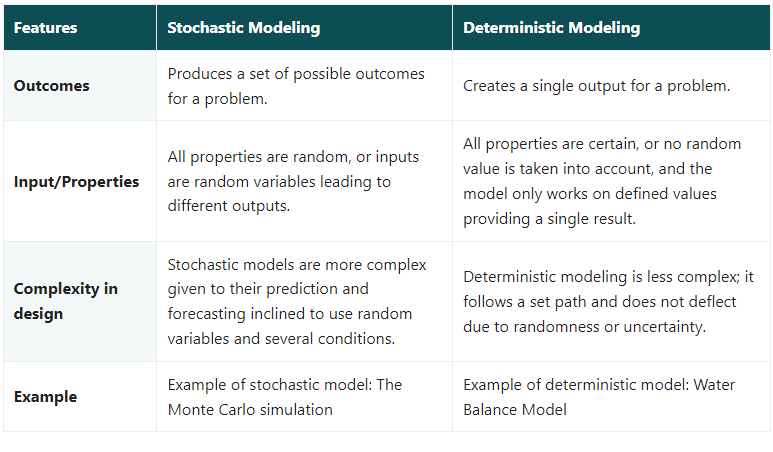 Features
Stochastic Modeling
Deterministic Modeling
Outcomes
Produces a set of possible outcomes
for a problem.
Creates a single output for a problem.
Input/Properties
All properties are random, or inputs
are random variables leading to
different outputs.
All properties are certain, or no random
value is taken into account, and the
model only works on defined values
providing a single result.
Complexity in
design
Stochastic models are more complex
given to their prediction and
forecasting inclined to use random
variables and several conditions.
Deterministic modeling is less complex; it
follows a set path and does not deflect
due to randomness or uncertainty.
Example
Example of stochastic model: The
Monte Carlo simulation
Example of deterministic model: Water
Balance Model